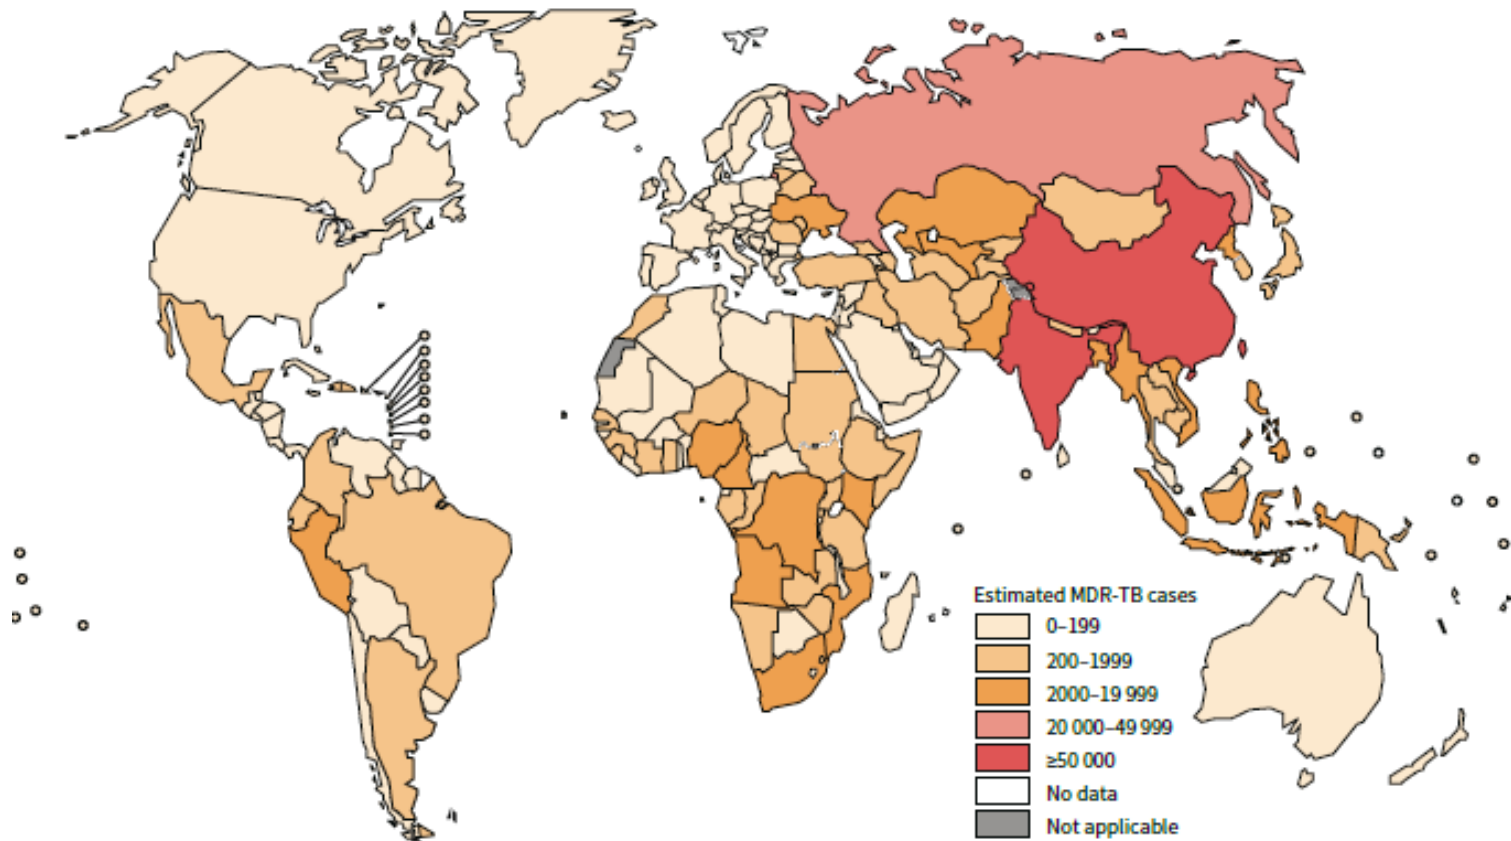 Estimated MDR-TB cases
0–199
200–1999
2000–19 999
20 000–49 999
≥50 000
No data
Not applicable